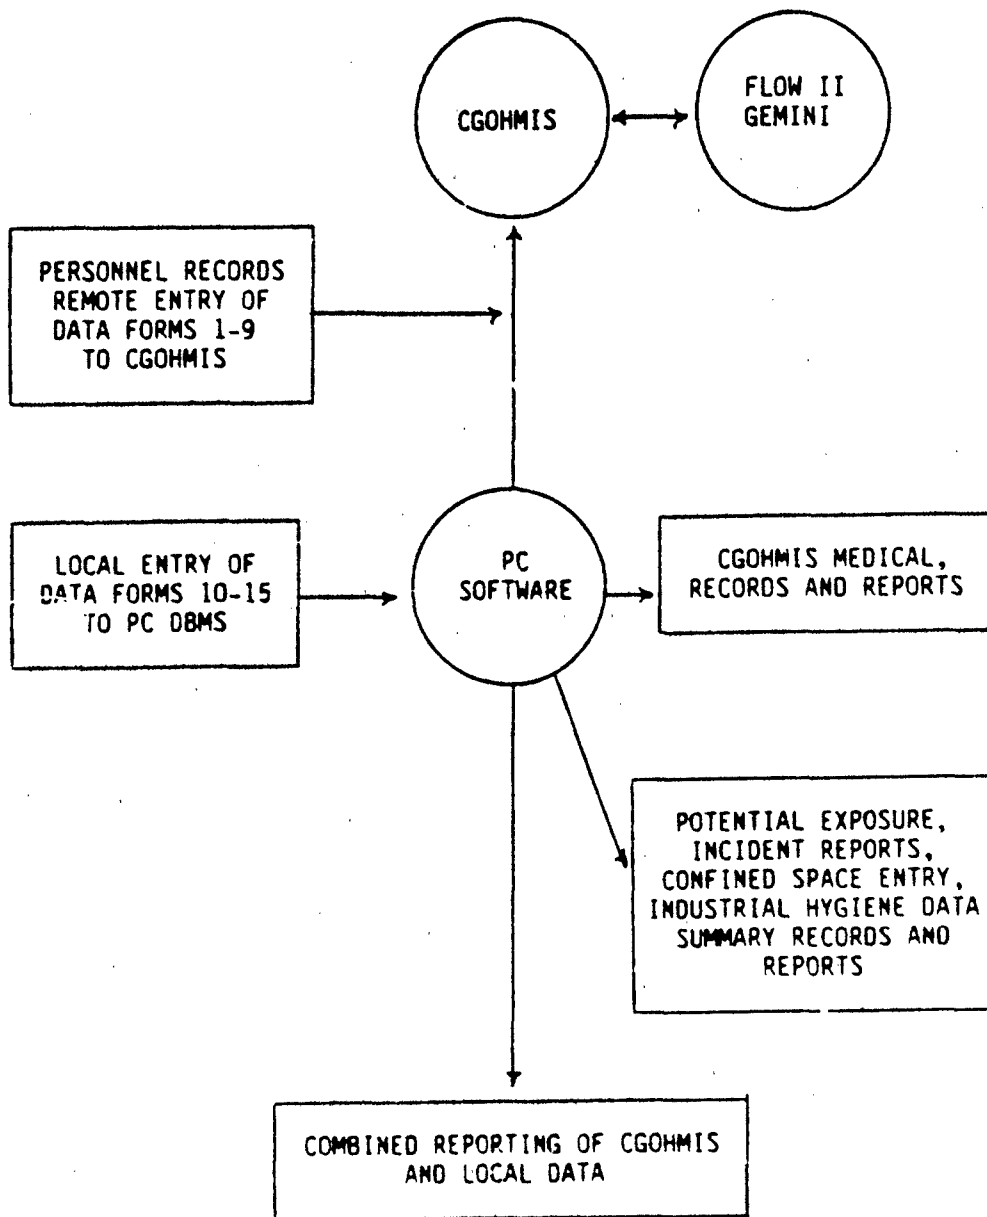 CGOHMIS
FLOW II
GEMINI
PERSONNEL RECORDS
REMOTE ENTRY OF
DATA FORMS 1-9
TO CGOHMIS
LOCAL ENTRY OF
DATA FORMS 10-15
TO PC DBMS
PC
SOFTWARE
CGOHMIS MEDICAL,
RECORDS AND REPORTS
POTENTIAL EXPOSURE,
INCIDENT REPORTS,
CONFINED SPACE ENTRY,
INDUSTRIAL HYGIENE DATA
SUMMARY RECORDS AND
REPORTS
COMBINED REPORTING OF CGOHMIS
AND LOCAL DATA